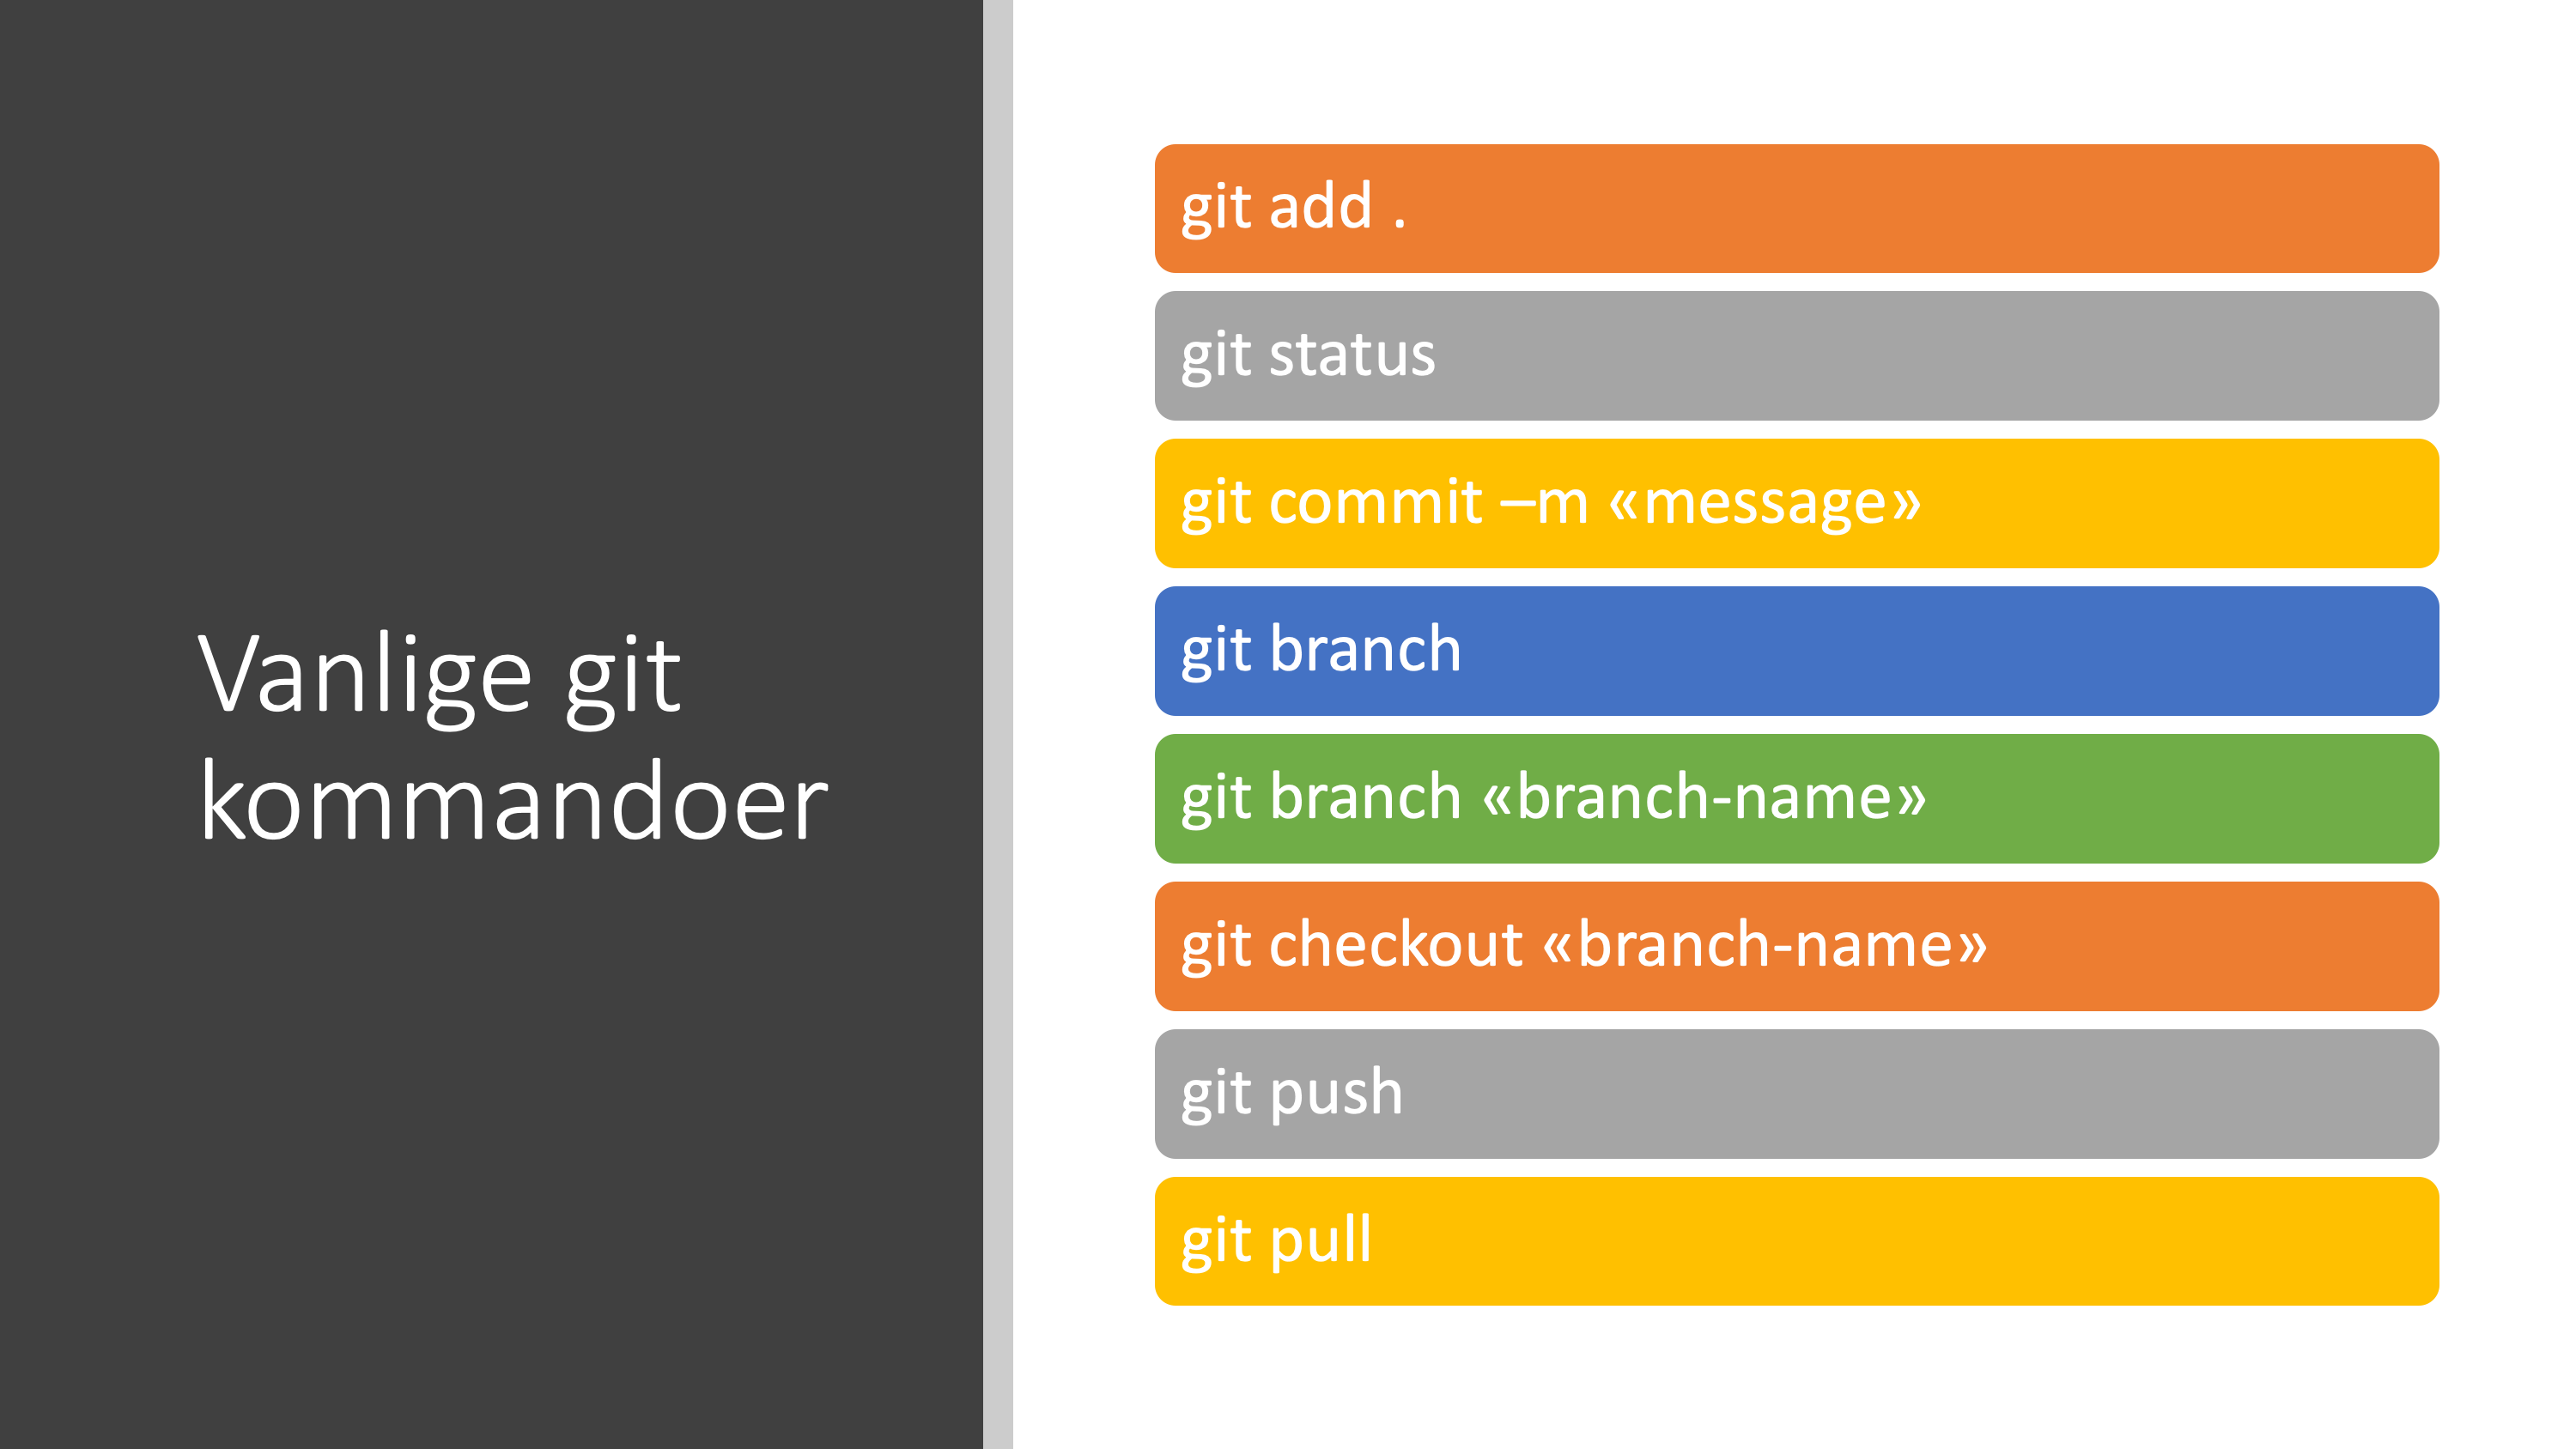 Vanlige git
kommandoer
git add .
git status
git commit –m «message»
git branch
git branch «branch-name»
git checkout «branch-name»
git push
git pull